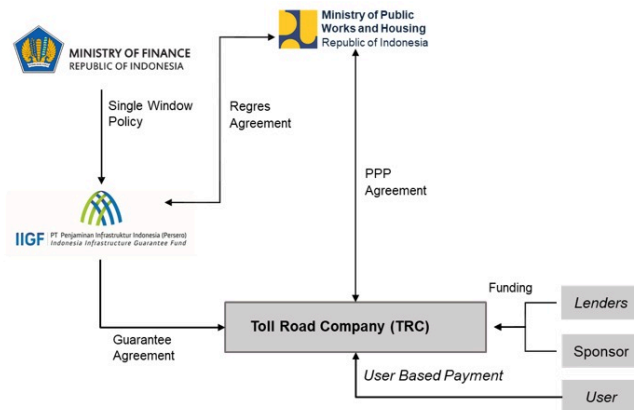 Ministry of Public
Works and Housing
Republic of Indonesia
MINISTRY OF FINANCE
REPUBLIC OF INDONESIA
Single Window
Policy
Regres
Agreement
PPP
Agreement
IIGF
PT Penjaminan Infrastruktur Indonesia (Persero)
Indonesia Infrastructure Guarantee Fund
Funding
Lenders
Toll Road Company (TRC)
Sponsor
Guarantee
Agreement
User Based Payment
User